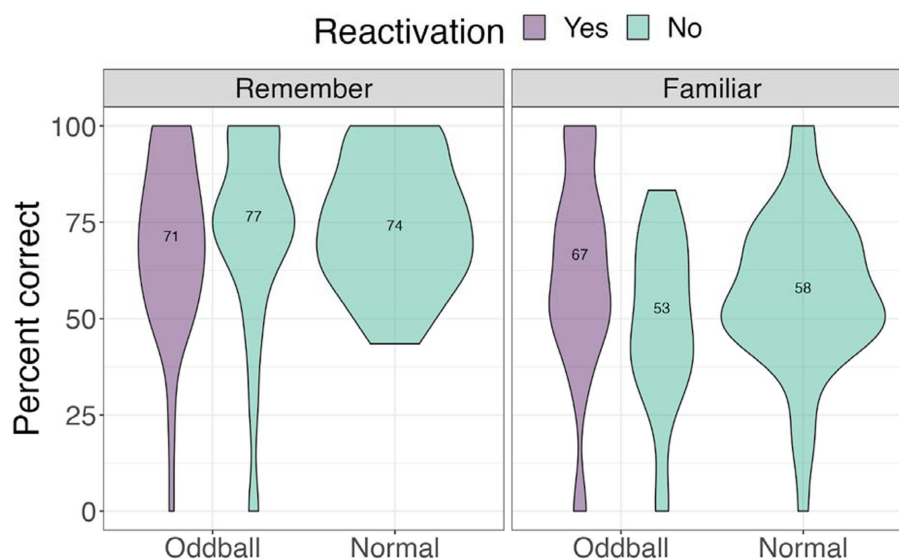 Reactivation Yes No
Remember Familiar
100
75
50
25
0
Percent correct
71 77 74 67 53 58
Oddball Normal Oddball Normal